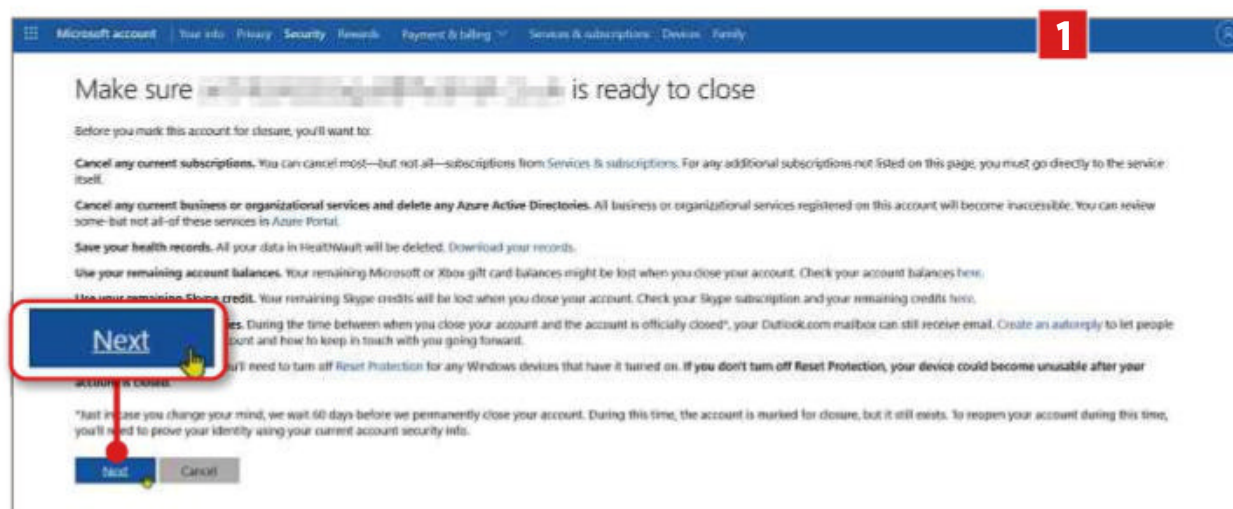 Microsoft account Your info Privacy Security Rewards Payment & billing Services & subscriptions Devices Family
1
Make sure is ready to close
Before you mark this account for closure, you'll want to:
Cancel any current subscriptions. You can cancel most—but not all—subscriptions from Services & subscriptions. For any additional subscriptions not listed on this page, you must go directly to the service
itself.
Cancel any current business or organizational services and delete any Azure Active Directories. All business or organizational services registered on this account will become inaccessible. You can review
some-but not all-of these services in Azure Portal.
Save your health records. All your data in HealthVault will be deleted. Download your records.
Use your remaining account balances. Your remaining Microsoft or Xbox gift card balances might be lost when you close your account. Check your account balances here.
Use your remaining Skype credit. Your remaining Skype credits will be lost when you close your account. Check your Skype subscription and your remaining credits here.
During the time between when you close your account and the account is officially closed*, your Outlook.com mailbox can still receive email. Create an autoreply to let people
and how to keep in touch with you going forward.
Next
you'll need to turn off Reset Protection for any Windows devices that have it turned on. If you don't turn off Reset Protection, your device could become unusable after your
account is closed.
*Just in case you change your mind, we wait 60 days before we permanently close your account. During this time, the account is marked for closure, but it still exists. To reopen your account during this time,
you'll need to prove your identity using your current account security info.
Next Cancel